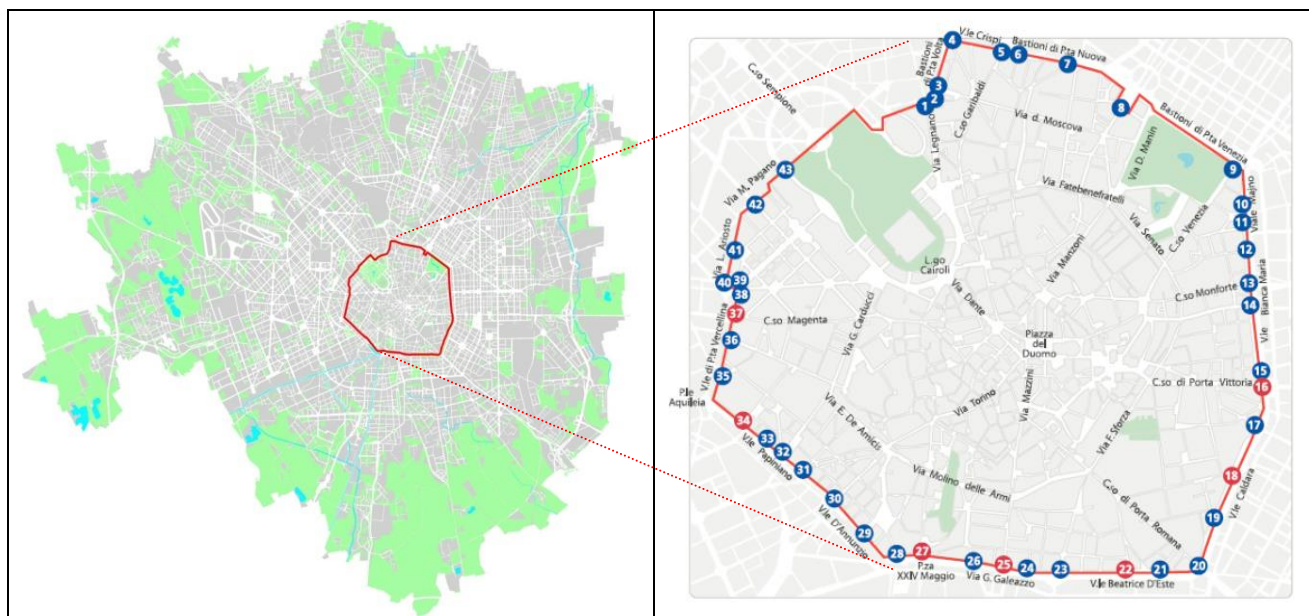 4
V.le Crispi
5
6
Bastioni di P.ta Nuova
7
Bastioni
di P.ta Volta
3
2
1
8
C.so Sempione
C.so Garibaldi
Via Legnano
Via d. Moscova
Bastioni di P.ta Venezia
Via D. Manin
9
43
Via M. Pagano
42
Via Fatebenefratelli
10
11
Viale Majno
Via Senato
C.so Venezia
41
Via L. Ariosto
12
L.go
Cairoli
Via Manzoni
40
39
38
13
14
C.so Monforte
Via Dante
37
C.so Magenta
Via G. Carducci
V.le Bianca Maria
36
V.le di P.ta Vercellina
Piazza
del
Duomo
35
15
16
C.so di Porta Vittoria
P.le
Aquileia
Via Mazzini
Via Torino
34
33
32
V.le Papiniano
Via E. De Amicis
Via F. Sforza
17
31
30
Via Molino delle Armi
18
V.le Caldara
C.so di Porta Romana
29
V.le D'Annunzio
19
28
27
26
25
24
23
22
21
20
P.za
XXIV Maggio
Via G. Galeazzo
V.le Beatrice D'Este